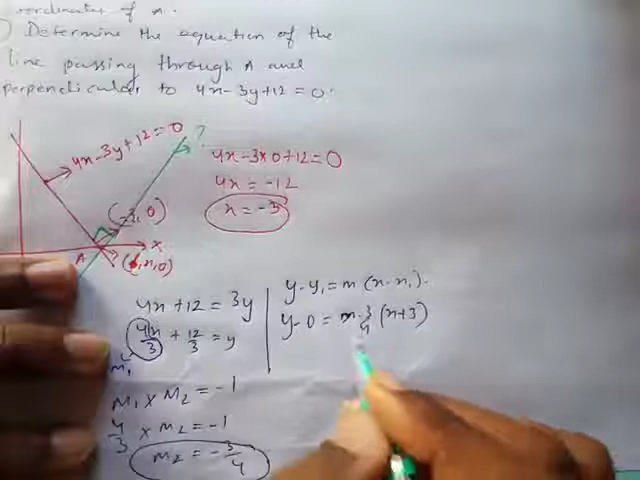 Determine the equation of the
line passing through A and
perpendicular to 4x-3y+12=0.
4x-3y+12=0
?
4x-3x0+12=0
4x=-12
x=-3
(-3,0)
x
A
4x+12=3y
4x/3 + 12/3 = y
m₁
m₁ x m₂ = -1
4/3 x m₂ = -1
m₂ = -3/4
y-y₁=m(x-x₁).
y-0=-3/4(x+3)